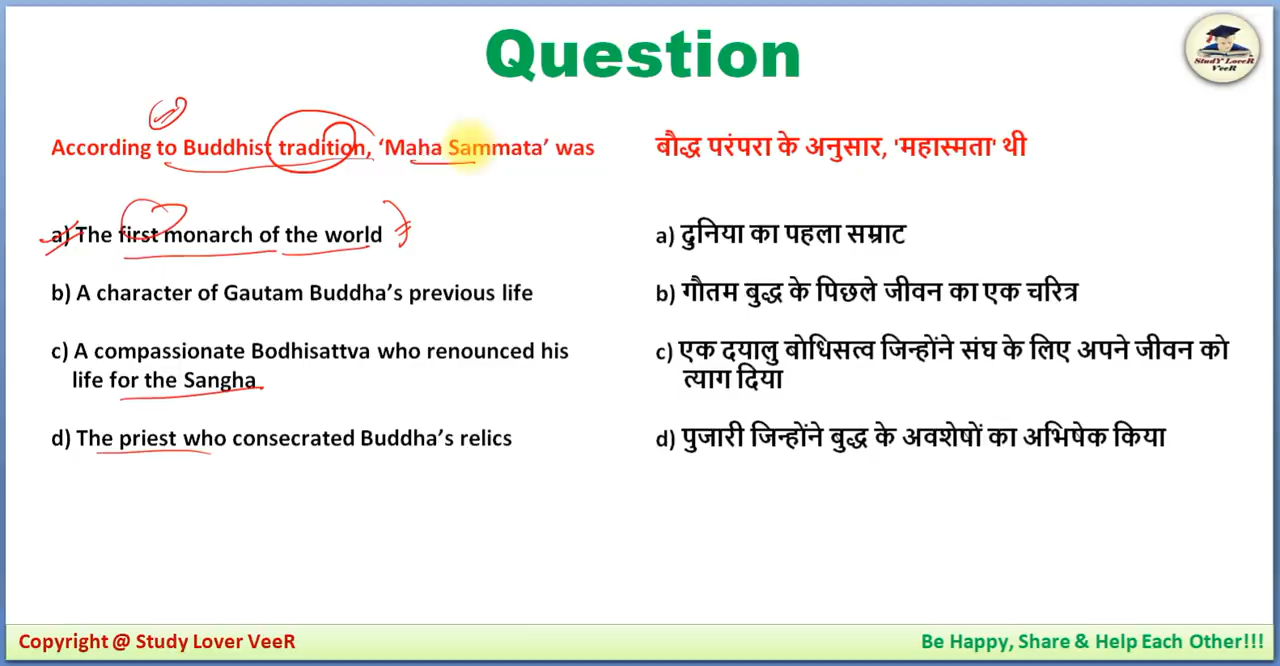 Question
StudY LoveR
VeeR
According to Buddhist tradition, ‘Maha Sammata’ was
a) The first monarch of the world
b) A character of Gautam Buddha’s previous life
c) A compassionate Bodhisattva who renounced his
life for the Sangha
d) The priest who consecrated Buddha’s relics
बौद्ध परंपरा के अनुसार, 'महास्मता' थी
a) दुनिया का पहला सम्राट
b) गौतम बुद्ध के पिछले जीवन का एक चरित्र
c) एक दयालु बोधिसत्व जिन्होंने संघ के लिए अपने जीवन को
त्याग दिया
d) पुजारी जिन्होंने बुद्ध के अवशेषों का अभिषेक किया
Copyright @ Study Lover VeeR
Be Happy, Share & Help Each Other!!!